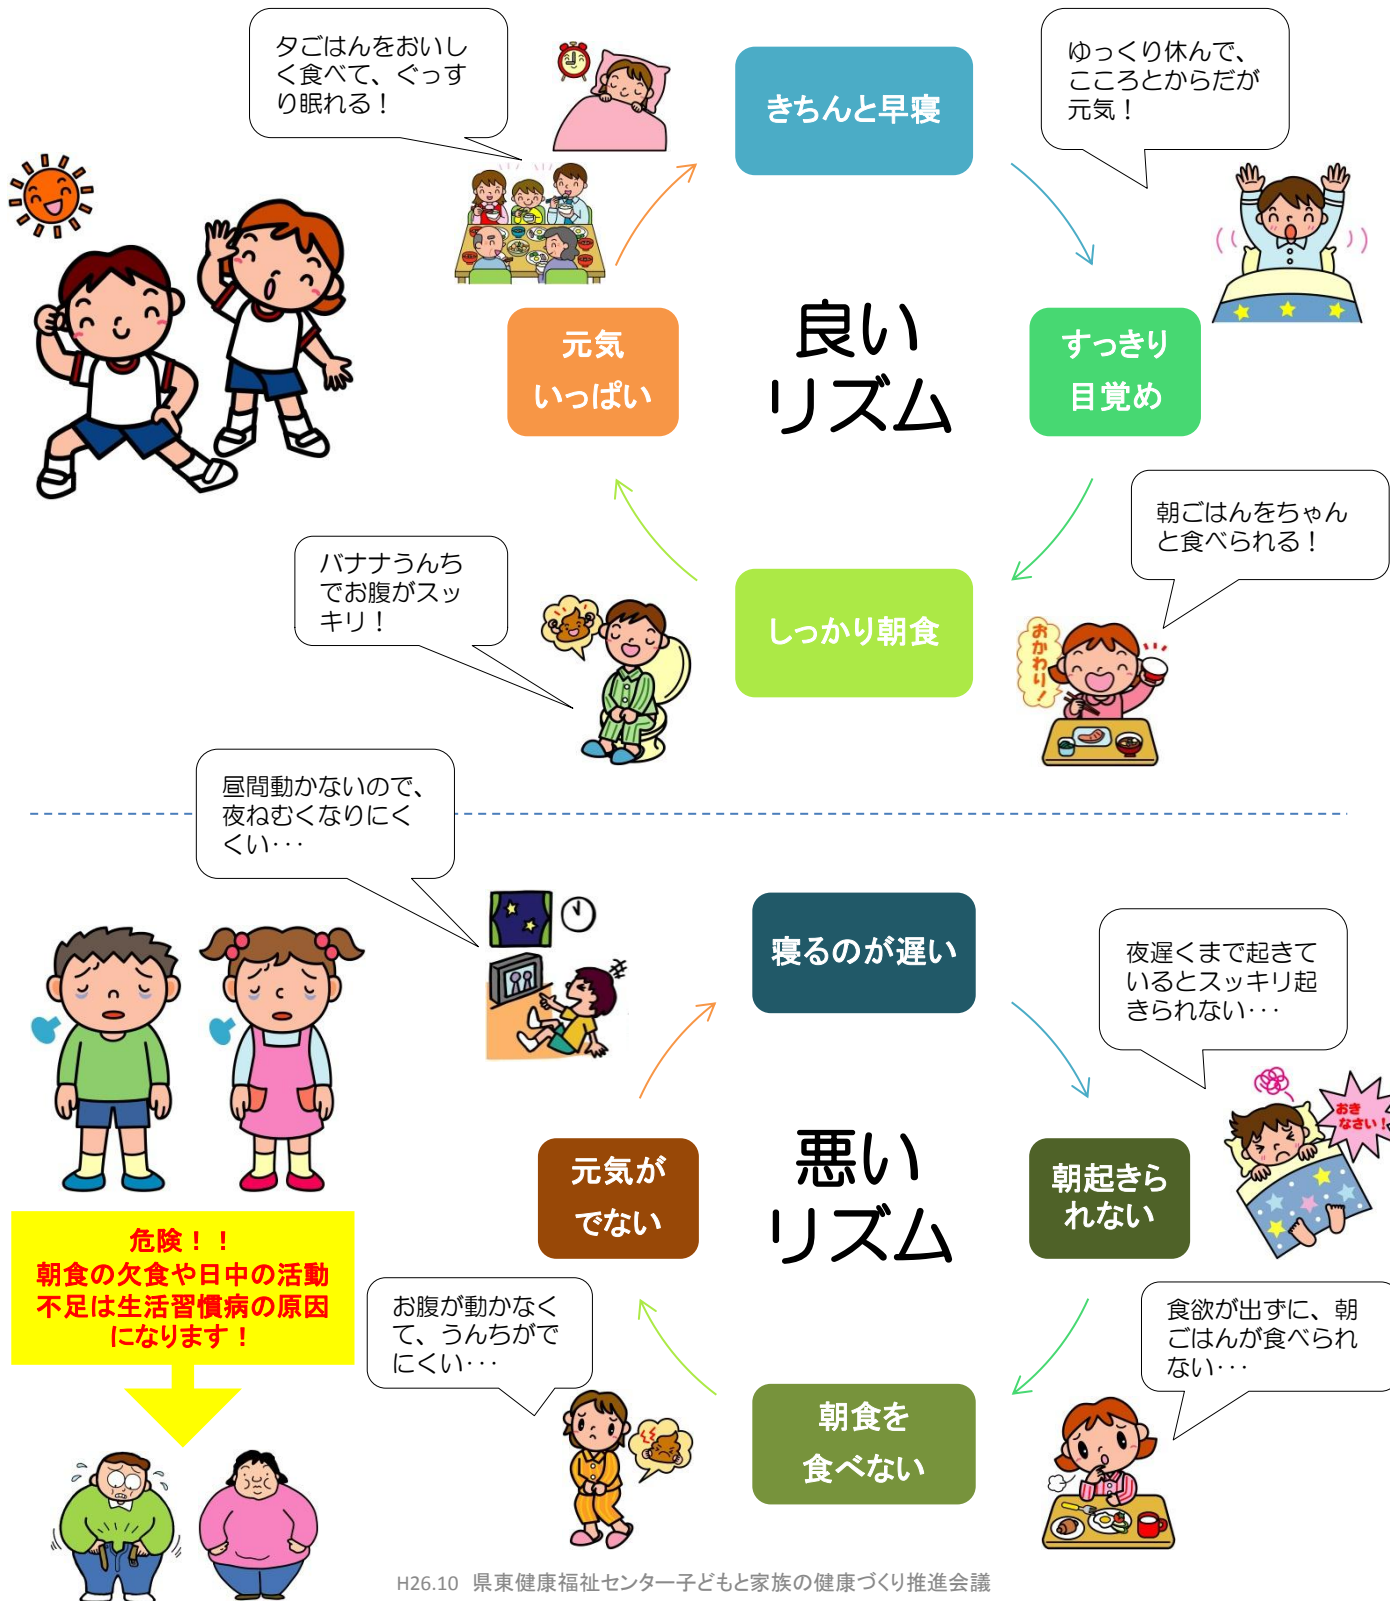 夕ごはんをおいし
く食べて、ぐっす
り眠れる！
きちんと早寝
ゆっくり休んで、
こころとからだが
元気！
元気
いっぱい
良い
リズム
すっきり
目覚め
朝ごはんをちゃん
と食べられる！
バナナうんち
でお腹がスッ
キリ！
しっかり朝食
おかわり！
昼間動かないので、
夜ねむくなりにく
くい･･･
寝るのが遅い
夜遅くまで起きて
いるとスッキリ起
きられない･･･
おき
なさい！
元気が
でない
悪い
リズム
朝起きら
れない
危険！！
朝食の欠食や日中の活動
不足は生活習慣病の原因
になります！
お腹が動かなく
て、うんちがで
にくい･･･
食欲が出ずに、朝
ごはんが食べられ
ない･･･
朝食を
食べない
H26.10 県東健康福祉センター子どもと家族の健康づくり推進会議